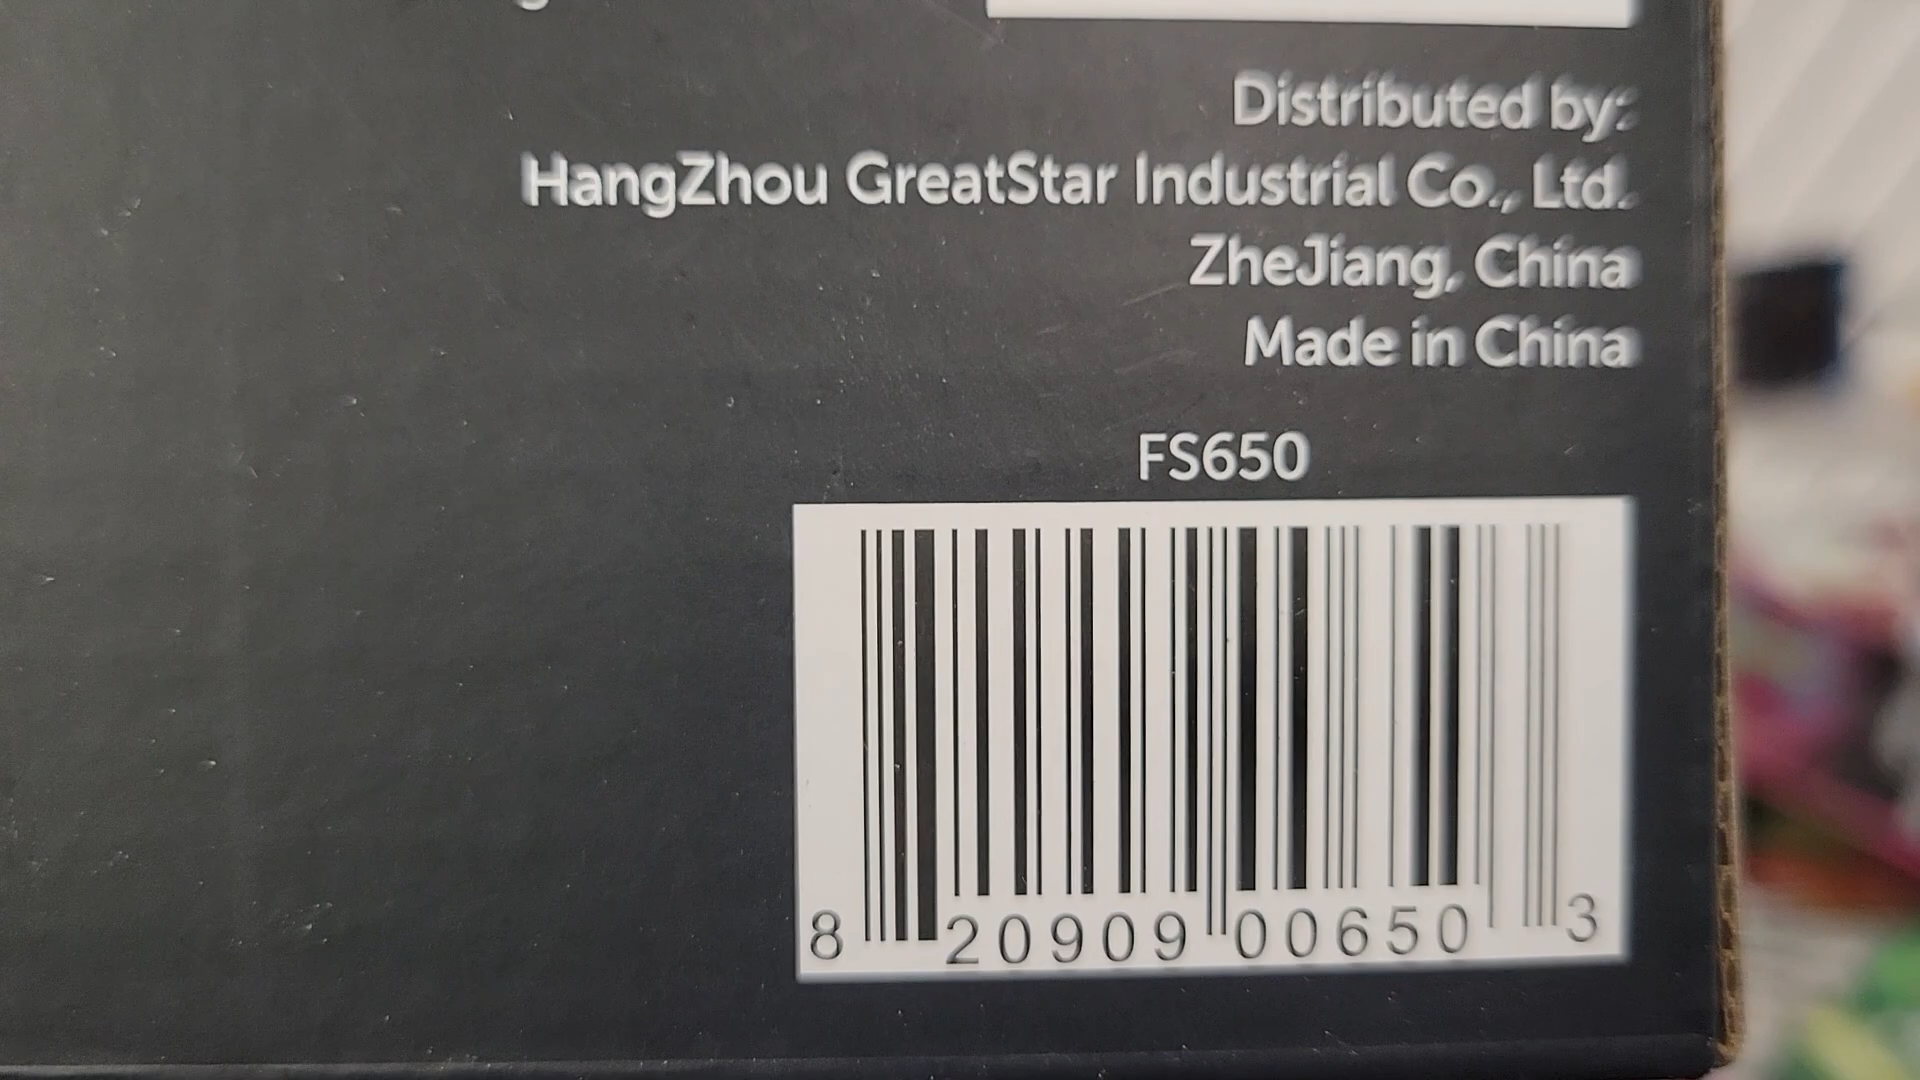 Distributed by:
HangZhou GreatStar Industrial Co., Ltd.
ZheJiang, China
Made in China
FS650
8 20909 00650 3